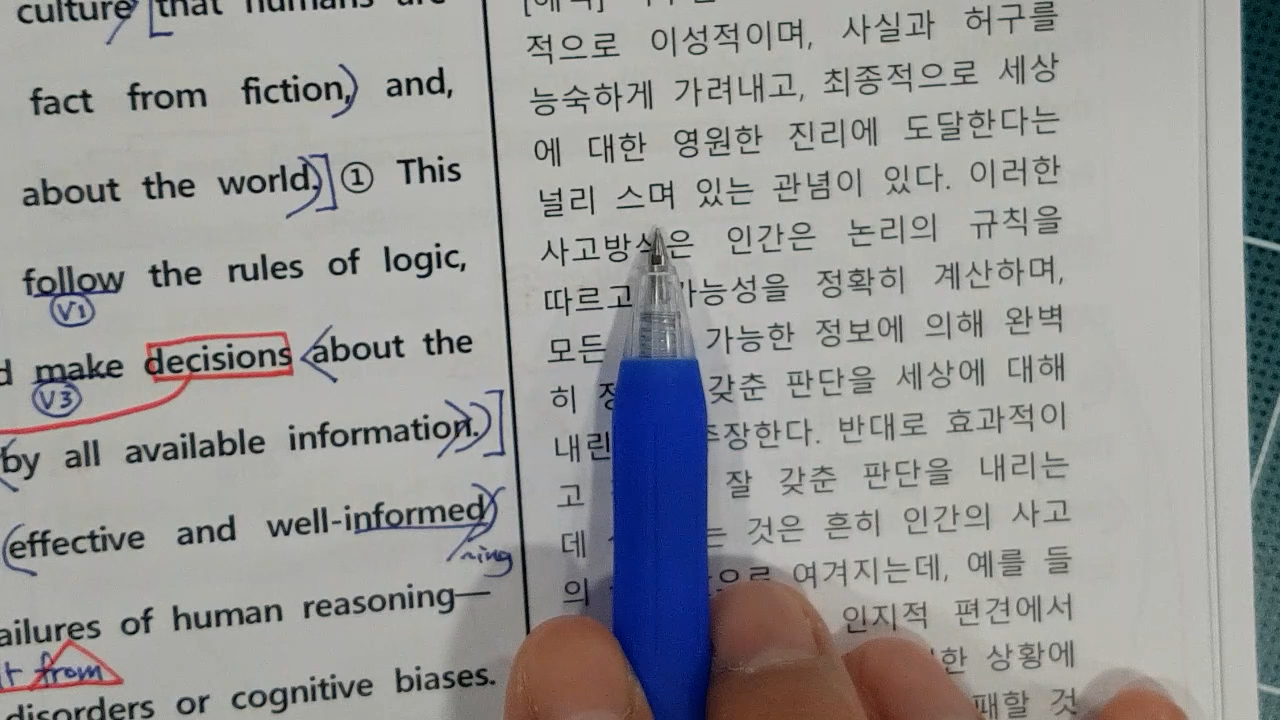 culture [that humans are
fact from fiction,) and,
about the world.)] ① This
follow the rules of logic,
V1
make decisions <about the
V3
by all available information.>)]
(effective and well-informed)
~ing
failures of human reasoning—
from
disorders or cognitive biases.
적으로 이성적이며, 사실과 허구를
능숙하게 가려내고, 최종적으로 세상
에 대한 영원한 진리에 도달한다는
널리 스며 있는 관념이 있다. 이러한
사고방식은 인간은 논리의 규칙을
따르고 가능성을 정확히 계산하며,
모든 가능한 정보에 의해 완벽
히 갖춘 판단을 세상에 대해
내린 주장한다. 반대로 효과적이
고 잘 갖춘 판단을 내리는
데 것은 흔히 인간의 사고
의 으로 여겨지는데, 예를 들
인지적 편견에서
한 상황에
패할 것